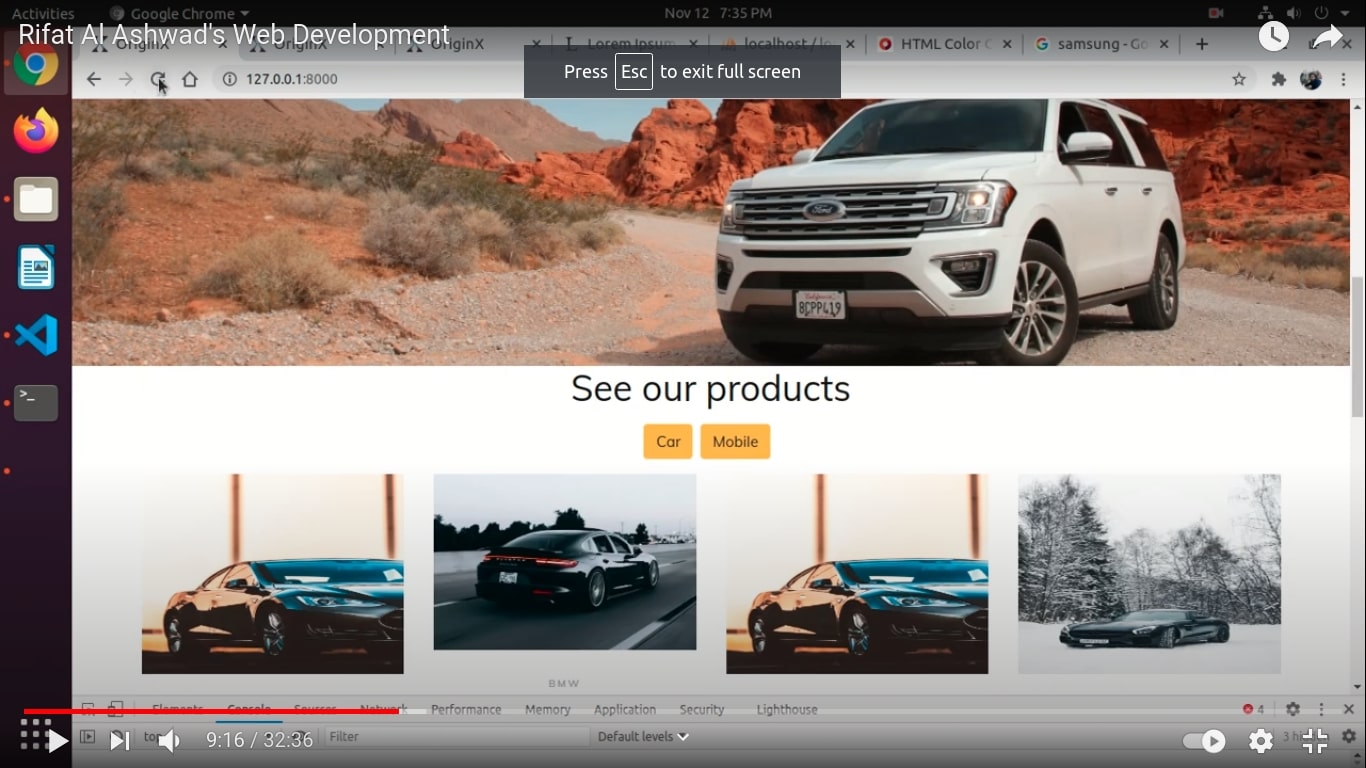 Activities
Google Chrome
Nov 12 7:35 PM
Rifat Al Ashwad's Web Development
OriginX
OriginX
OriginX
Lorem Ipsum
localhost / lo
HTML Color C
samsung - Go
127.0.0.1:8000
Press Esc to exit full screen
Ford
California
8CPP419
See our products
Car
Mobile
BMW
Elements
Console
Sources
Network
Performance
Memory
Application
Security
Lighthouse
4
top
Filter
Default levels
3 hi
9:16 / 32:36